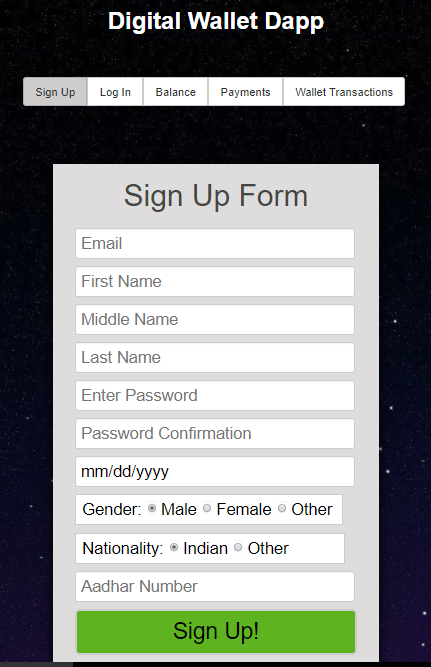 Digital Wallet Dapp
Sign Up Log In Balance Payments Wallet Transactions
Sign Up Form
Email
First Name
Middle Name
Last Name
Enter Password
Password Confirmation
mm/dd/yyyy
Gender: Male Female Other
Nationality: Indian Other
Aadhar Number
Sign Up!